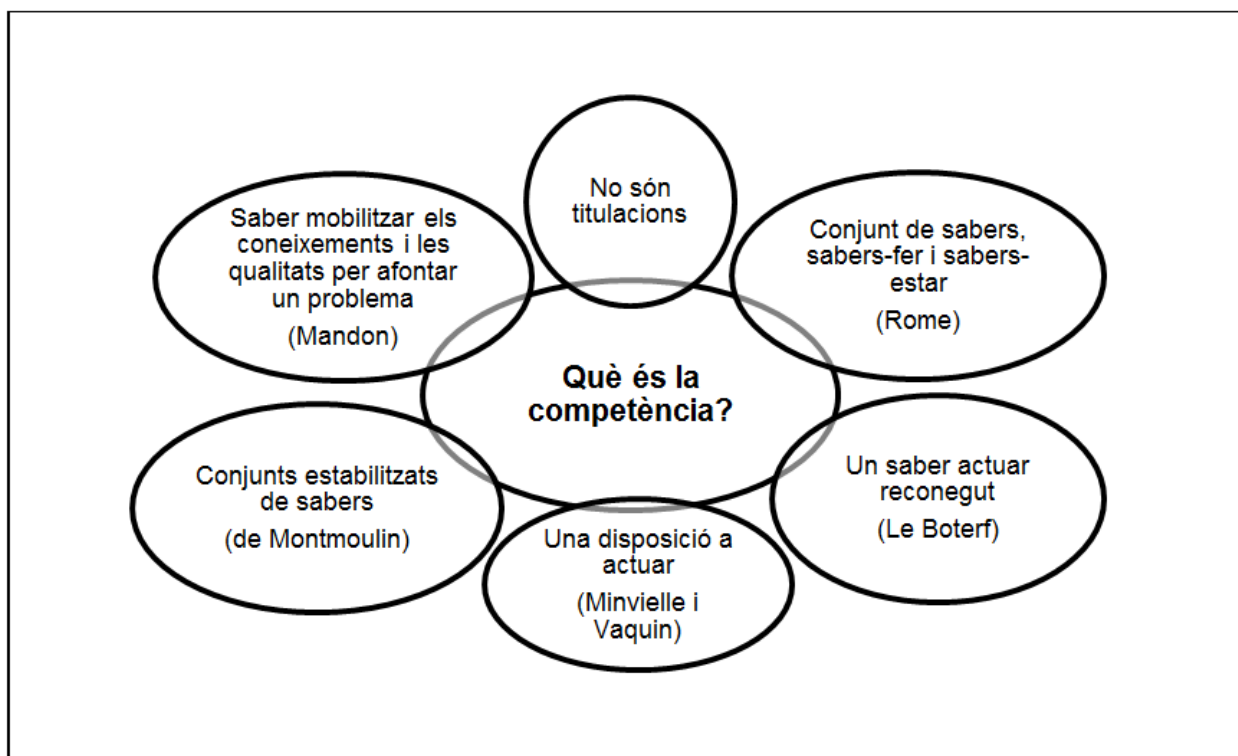 No són
titulacions
Saber mobilitzar els
coneixements i les
qualitats per afontar
un problema
(Mandon)
Conjunt de sabers,
sabers-fer i sabers-
estar
(Rome)
Què és la
competència?
Conjunts estabilitzats
de sabers
(de Montmoulin)
Un saber actuar
reconegut
(Le Boterf)
Una disposició a
actuar
(Minvielle i
Vaquin)